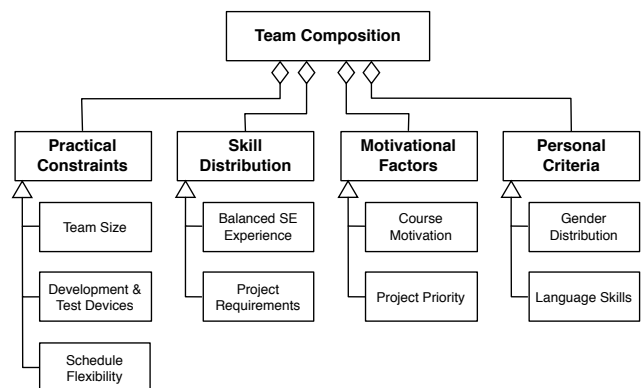 Team Composition
Practical
Constraints
Skill
Distribution
Motivational
Factors
Personal
Criteria
Team Size
Balanced SE
Experience
Course
Motivation
Gender
Distribution
Development &
Test Devices
Project
Requirements
Project Priority
Language Skills
Schedule
Flexibility